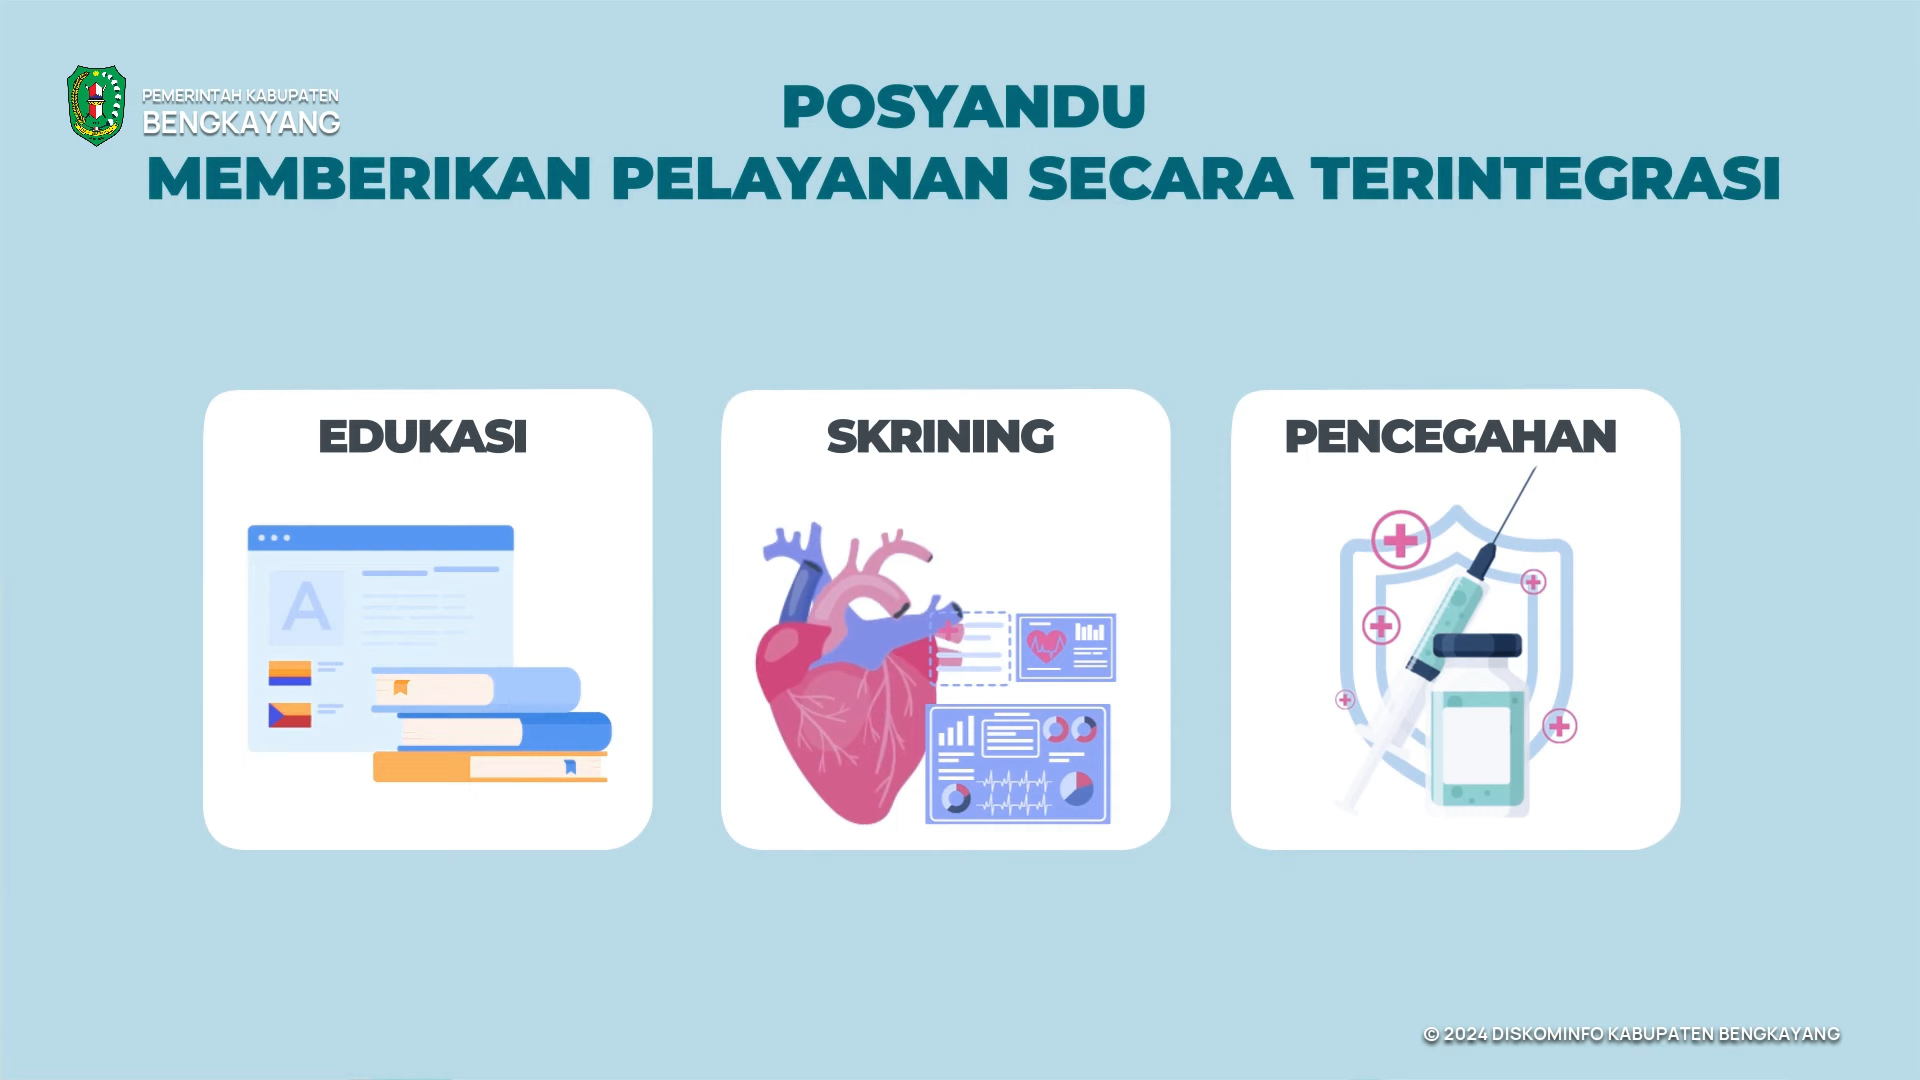 PEMERINTAH KABUPATEN
BENGKAYANG
POSYANDU
MEMBERIKAN PELAYANAN SECARA TERINTEGRASI
EDUKASI
A
SKRINING
PENCEGAHAN
© 2024 DISKOMINFO KABUPATEN BENGKAYANG